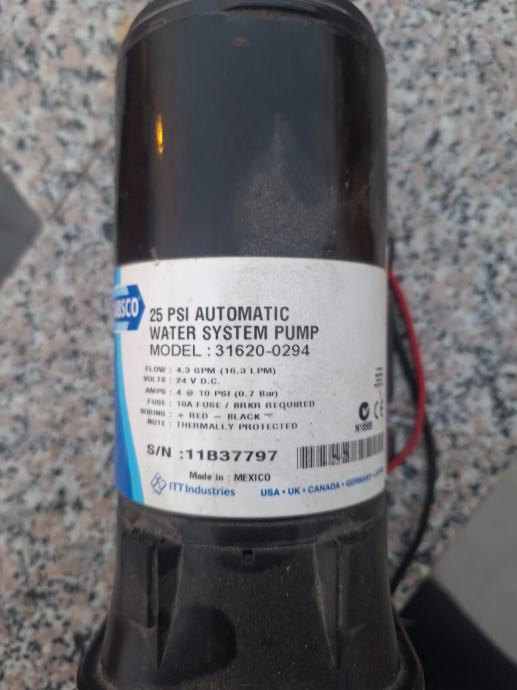 25 PSI AUTOMATIC
WATER SYSTEM PUMP
MODEL : 31620-0294
FLOW : 4.3 GPM (16.3 LPM)
VOLTS : 24 V D.C.
AMPS : 4 @ 10 PSI (0.7 Bar)
FUSE : 10A FUSE / BRKR REQUIRED
WIRING : + RED - BLACK
NOTE : THERMALLY PROTECTED
S/N : 11B37797
Made in : MEXICO
ITT Industries
USA • UK • CANADA • GERMANY